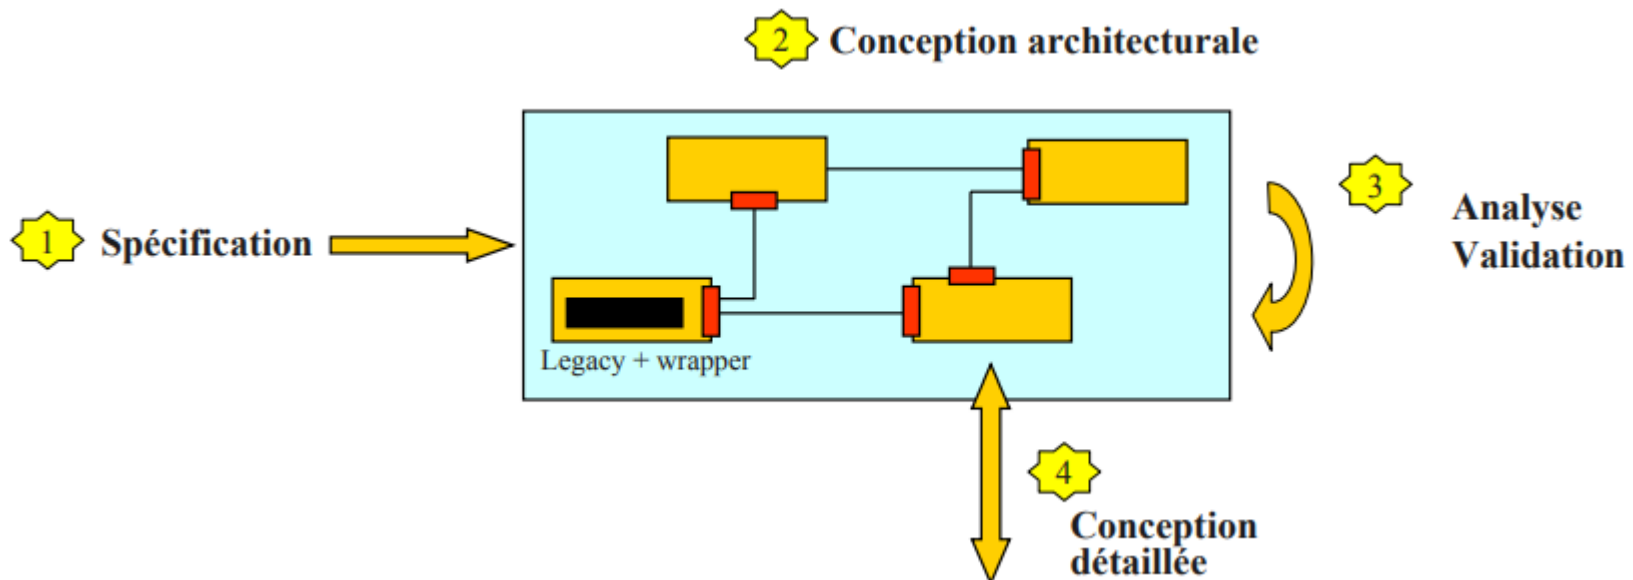 2 Conception architecturale
1 Spécification
3 Analyse
Validation
Legacy + wrapper
4
Conception
détaillée